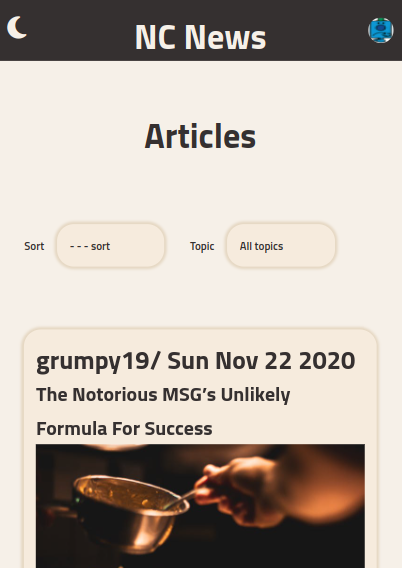 NC News
Articles
Sort - - - sort Topic All topics
grumpy19/ Sun Nov 22 2020
The Notorious MSG’s Unlikely
Formula For Success